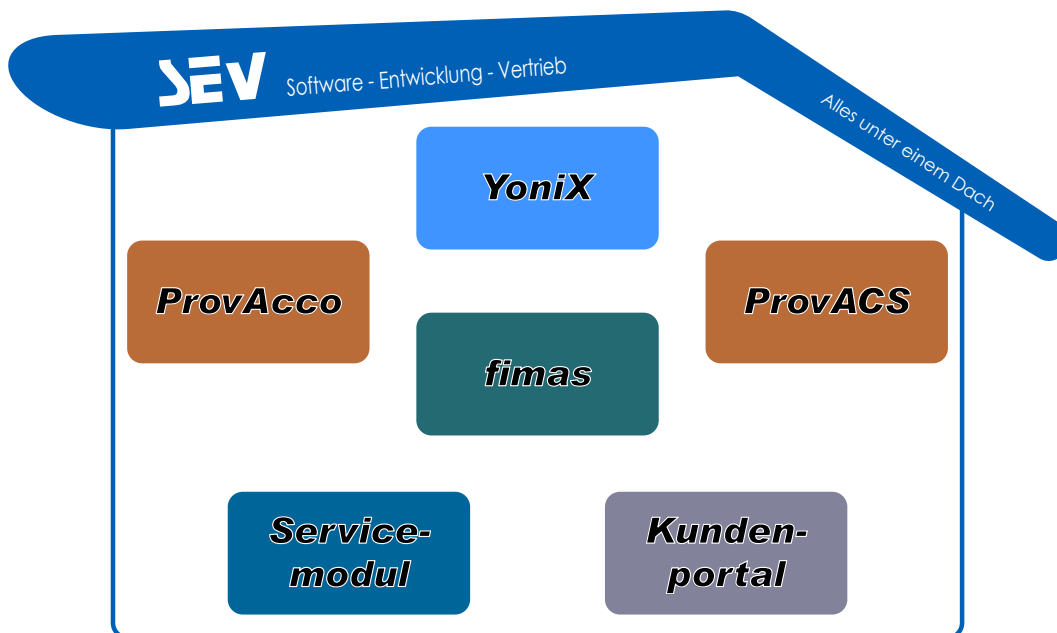 SEV Software - Entwicklung - Vertrieb
Alles unter einem Dach
YoniX
ProvAcco
ProvACS
fimas
Service-
modul
Kunden-
portal